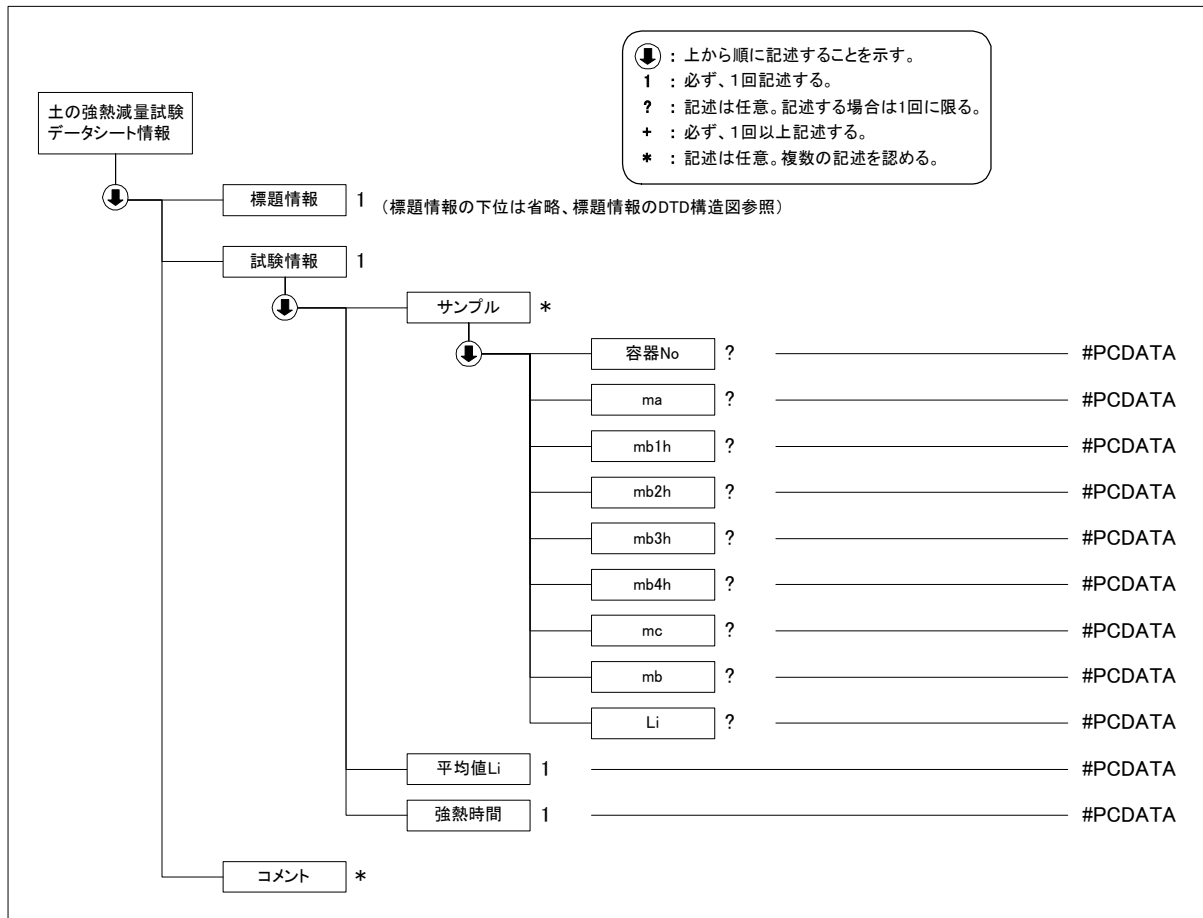 : 上から順に記述することを示す。
1 : 必ず、1回記述する。
? : 記述は任意。記述する場合は1回に限る。
+ : 必ず、1回以上記述する。
* : 記述は任意。複数の記述を認める。
土の強熱減量試験
データシート情報
標題情報 1 (標題情報の下位は省略、標題情報のDTD構造図参照)
試験情報 1
サンプル *
容器No ? #PCDATA
ma ? #PCDATA
mb1h ? #PCDATA
mb2h ? #PCDATA
mb3h ? #PCDATA
mb4h ? #PCDATA
mc ? #PCDATA
mb ? #PCDATA
Li ? #PCDATA
平均値Li 1 #PCDATA
強熱時間 1 #PCDATA
コメント *